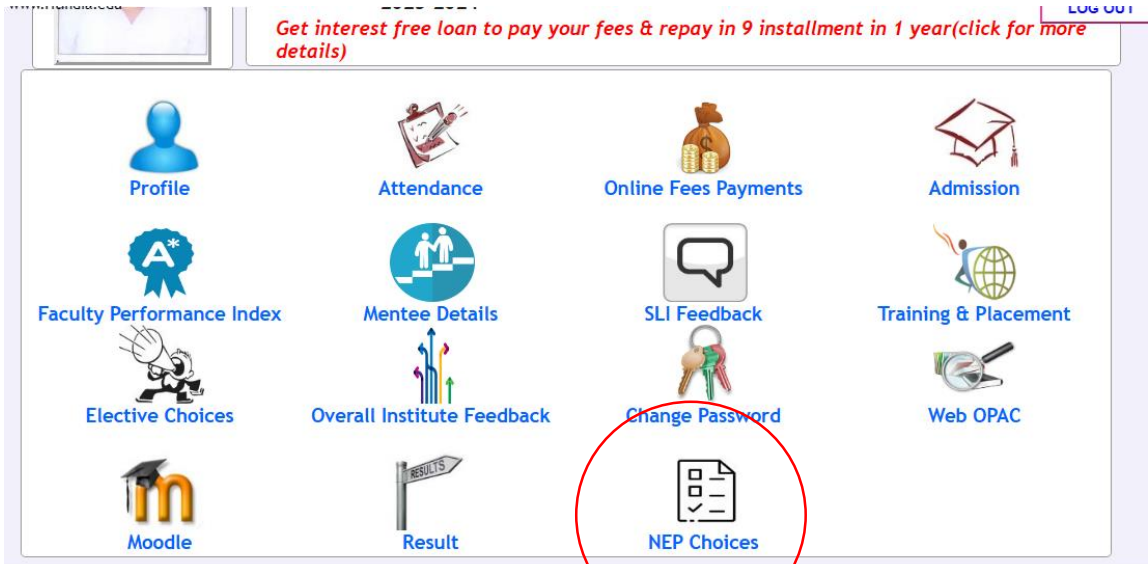 LOG OUT
Get interest free loan to pay your fees & repay in 9 installment in 1 year(click for more
details)
Profile
Attendance
Online Fees Payments
Admission
A*
Faculty Performance Index
Mentee Details
SLI Feedback
Training & Placement
Elective Choices
Overall Institute Feedback
Change Password
Web OPAC
m
RESULTS
Moodle
Result
NEP Choices